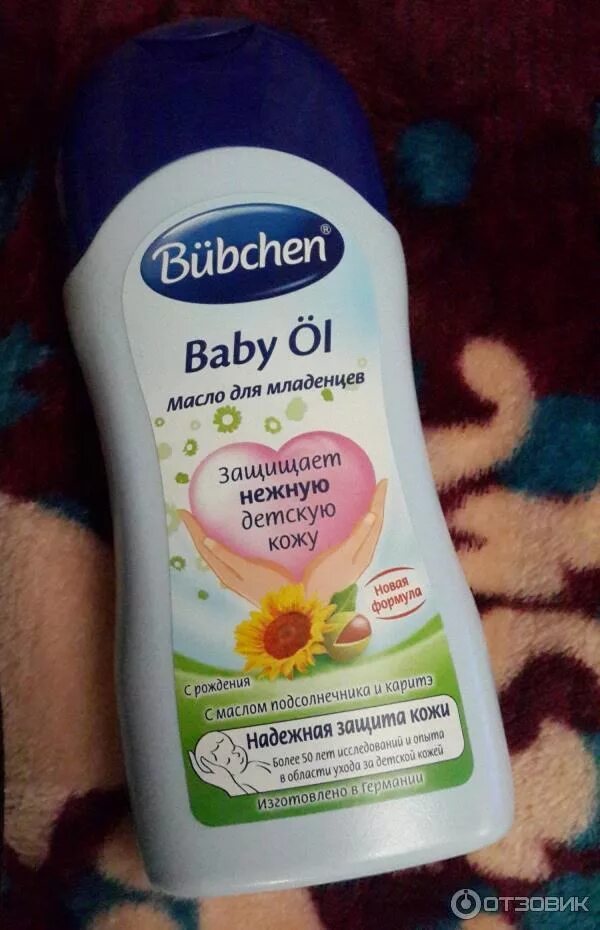 Bübchen®
Baby Öl
Масло для младенцев
защищает
нежную
детскую
кожу
Новая
формула
С рождения
С маслом подсолнечника и каритэ
Надежная защита кожи
Более 50 лет исследований и опыта
в области ухода за детской кожей
Изготовлено в Германии
ОТЗОВИК